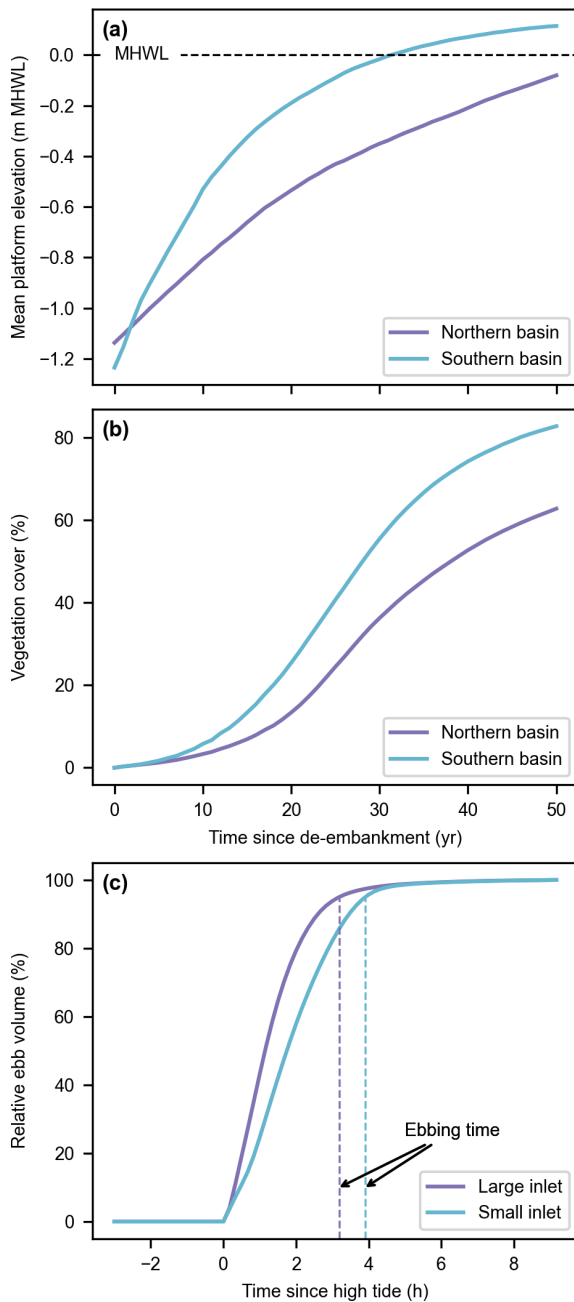 (a)
MHWL
0.0
−0.2
−0.4
−0.6
−0.8
−1.0
−1.2
Mean platform elevation (m MHWL)
Northern basin
Southern basin
(b)
80
60
40
20
0
Vegetation cover (%)
Northern basin
Southern basin
0 10 20 30 40 50
Time since de-embankment (yr)
(c)
100
80
60
40
20
0
Relative ebb volume (%)
Ebbing time
Large inlet
Small inlet
−2 0 2 4 6 8
Time since high tide (h)